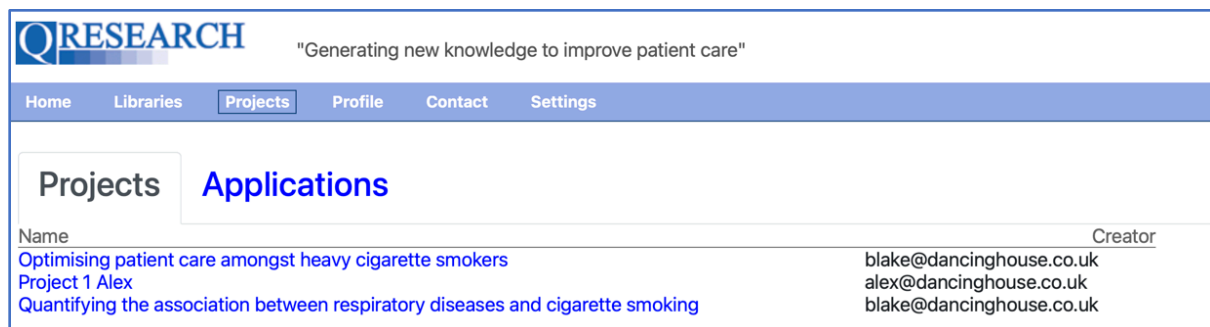 QRESEARCH
"Generating new knowledge to improve patient care"
Home Libraries Projects Profile Contact Settings
Projects Applications
Name Creator
Optimising patient care amongst heavy cigarette smokers blake@dancinghouse.co.uk
Project 1 Alex alex@dancinghouse.co.uk
Quantifying the association between respiratory diseases and cigarette smoking blake@dancinghouse.co.uk